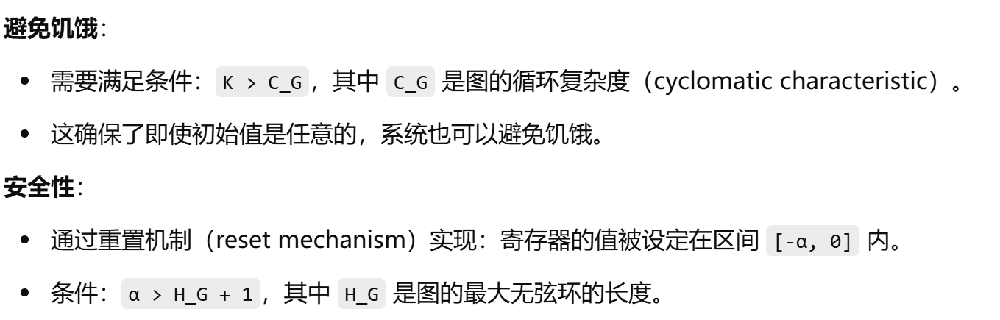 避免饥饿：
• 需要满足条件： K > C_G，其中 C_G 是图的循环复杂度（cyclomatic characteristic）。
• 这确保了即使初始值是任意的，系统也可以避免饥饿。
安全性：
• 通过重置机制（reset mechanism）实现：寄存器的值被设定在区间 [-α, 0] 内。
• 条件： α > H_G + 1，其中 H_G 是图的最大无弦环的长度。